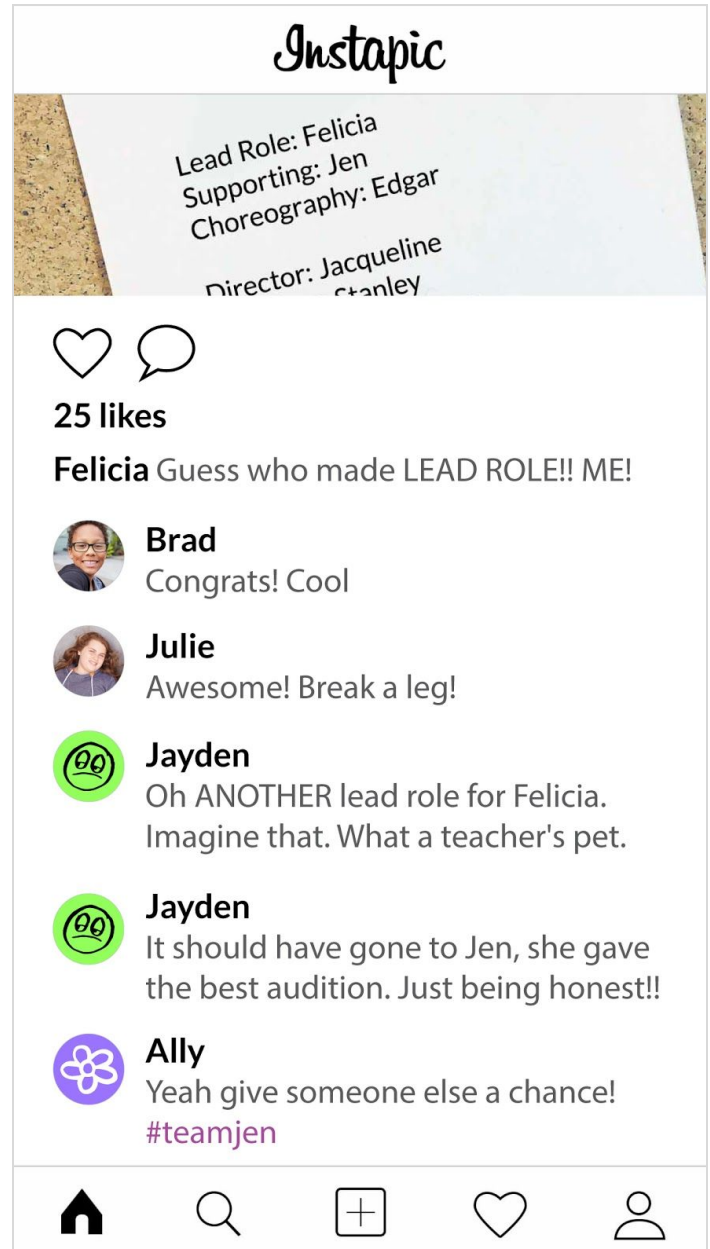 Instapic
Lead Role: Felicia
Supporting: Jen
Choreography: Edgar
Director: Jacqueline
Stanley
25 likes
Felicia Guess who made LEAD ROLE!! ME!
Brad
Congrats! Cool
Julie
Awesome! Break a leg!
Jayden
Oh ANOTHER lead role for Felicia.
Imagine that. What a teacher's pet.
Jayden
It should have gone to Jen, she gave
the best audition. Just being honest!!
Ally
Yeah give someone else a chance!
#teamjen